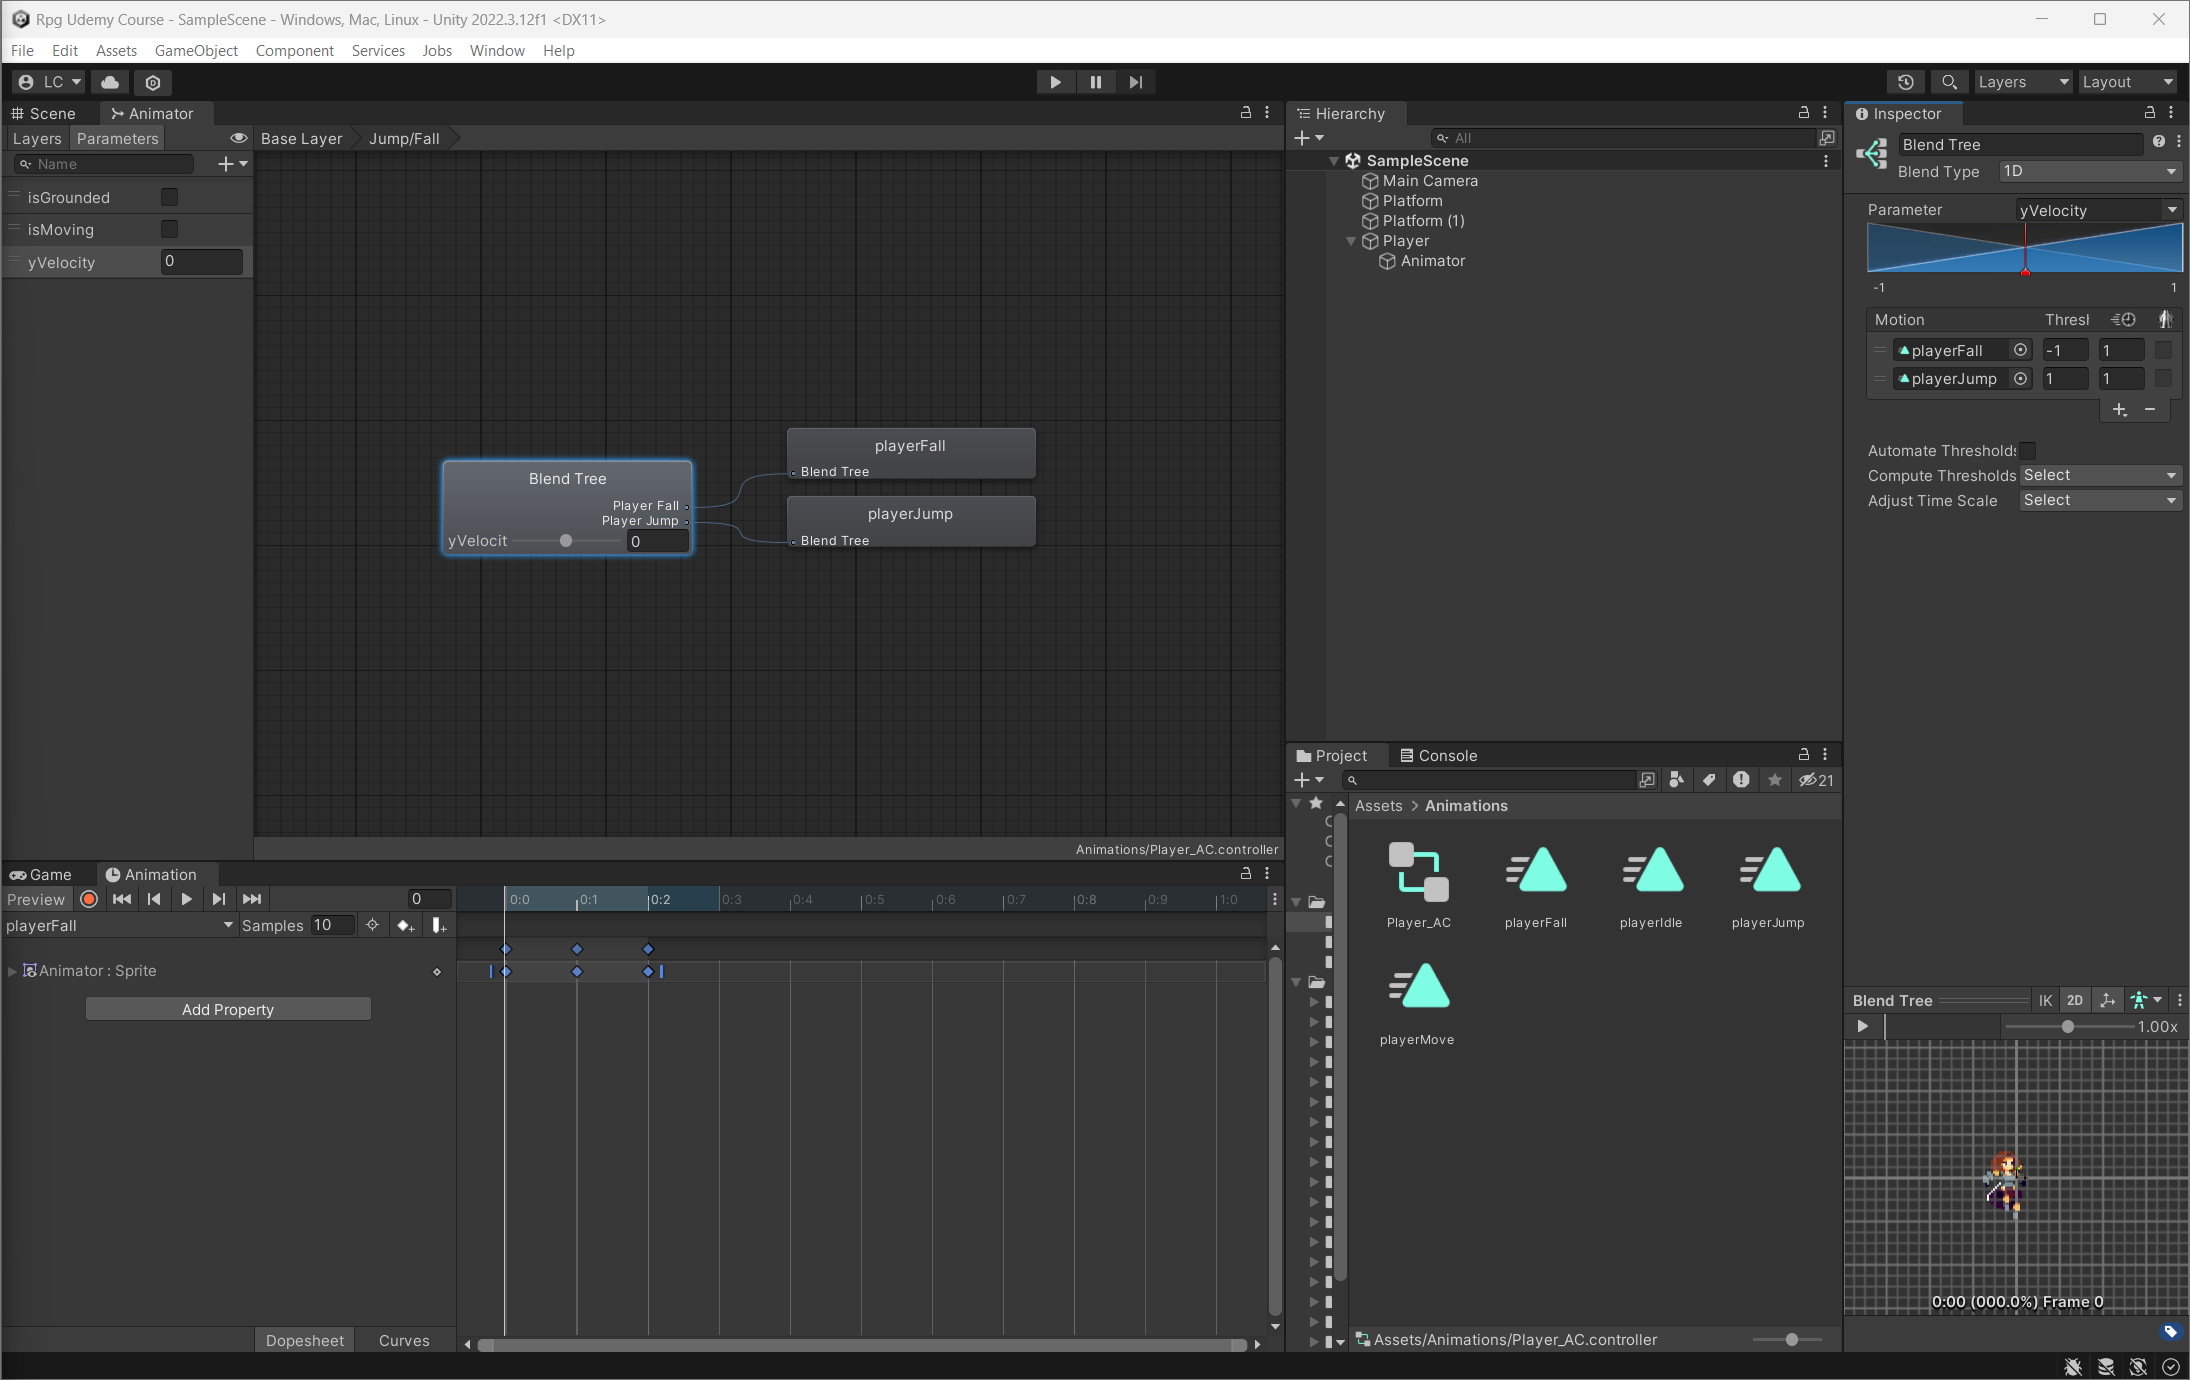 Rpg Udemy Course - SampleScene - Windows, Mac, Linux - Unity 2022.3.12f1 <DX11>
File Edit Assets GameObject Component Services Jobs Window Help
LC
Layers Layout
Scene Animator
Layers Parameters
Base Layer Jump/Fall
Name
isGrounded
isMoving
yVelocity 0
Blend Tree
Player Fall
Player Jump
yVelocit 0
playerFall
Blend Tree
playerJump
Blend Tree
Animations/Player_AC.controller
Hierarchy
All
SampleScene
Main Camera
Platform
Platform (1)
Player
Animator
Inspector
Blend Tree
Blend Type 1D
Parameter yVelocity
-1 1
Motion Thresl
playerFall -1 1
playerJump 1 1
Automate Thresholds
Compute Thresholds Select
Adjust Time Scale Select
Game Animation
Preview 0
playerFall Samples 10
0:0 0:1 0:2 0:3 0:4 0:5 0:6 0:7 0:8 0:9 1:0
Animator : Sprite
Add Property
Dopesheet Curves
Project Console
21
Assets > Animations
Player_AC playerFall playerIdle playerJump
playerMove
Assets/Animations/Player_AC.controller
Blend Tree IK 2D
1.00x
0:00 (000.0%) Frame 0